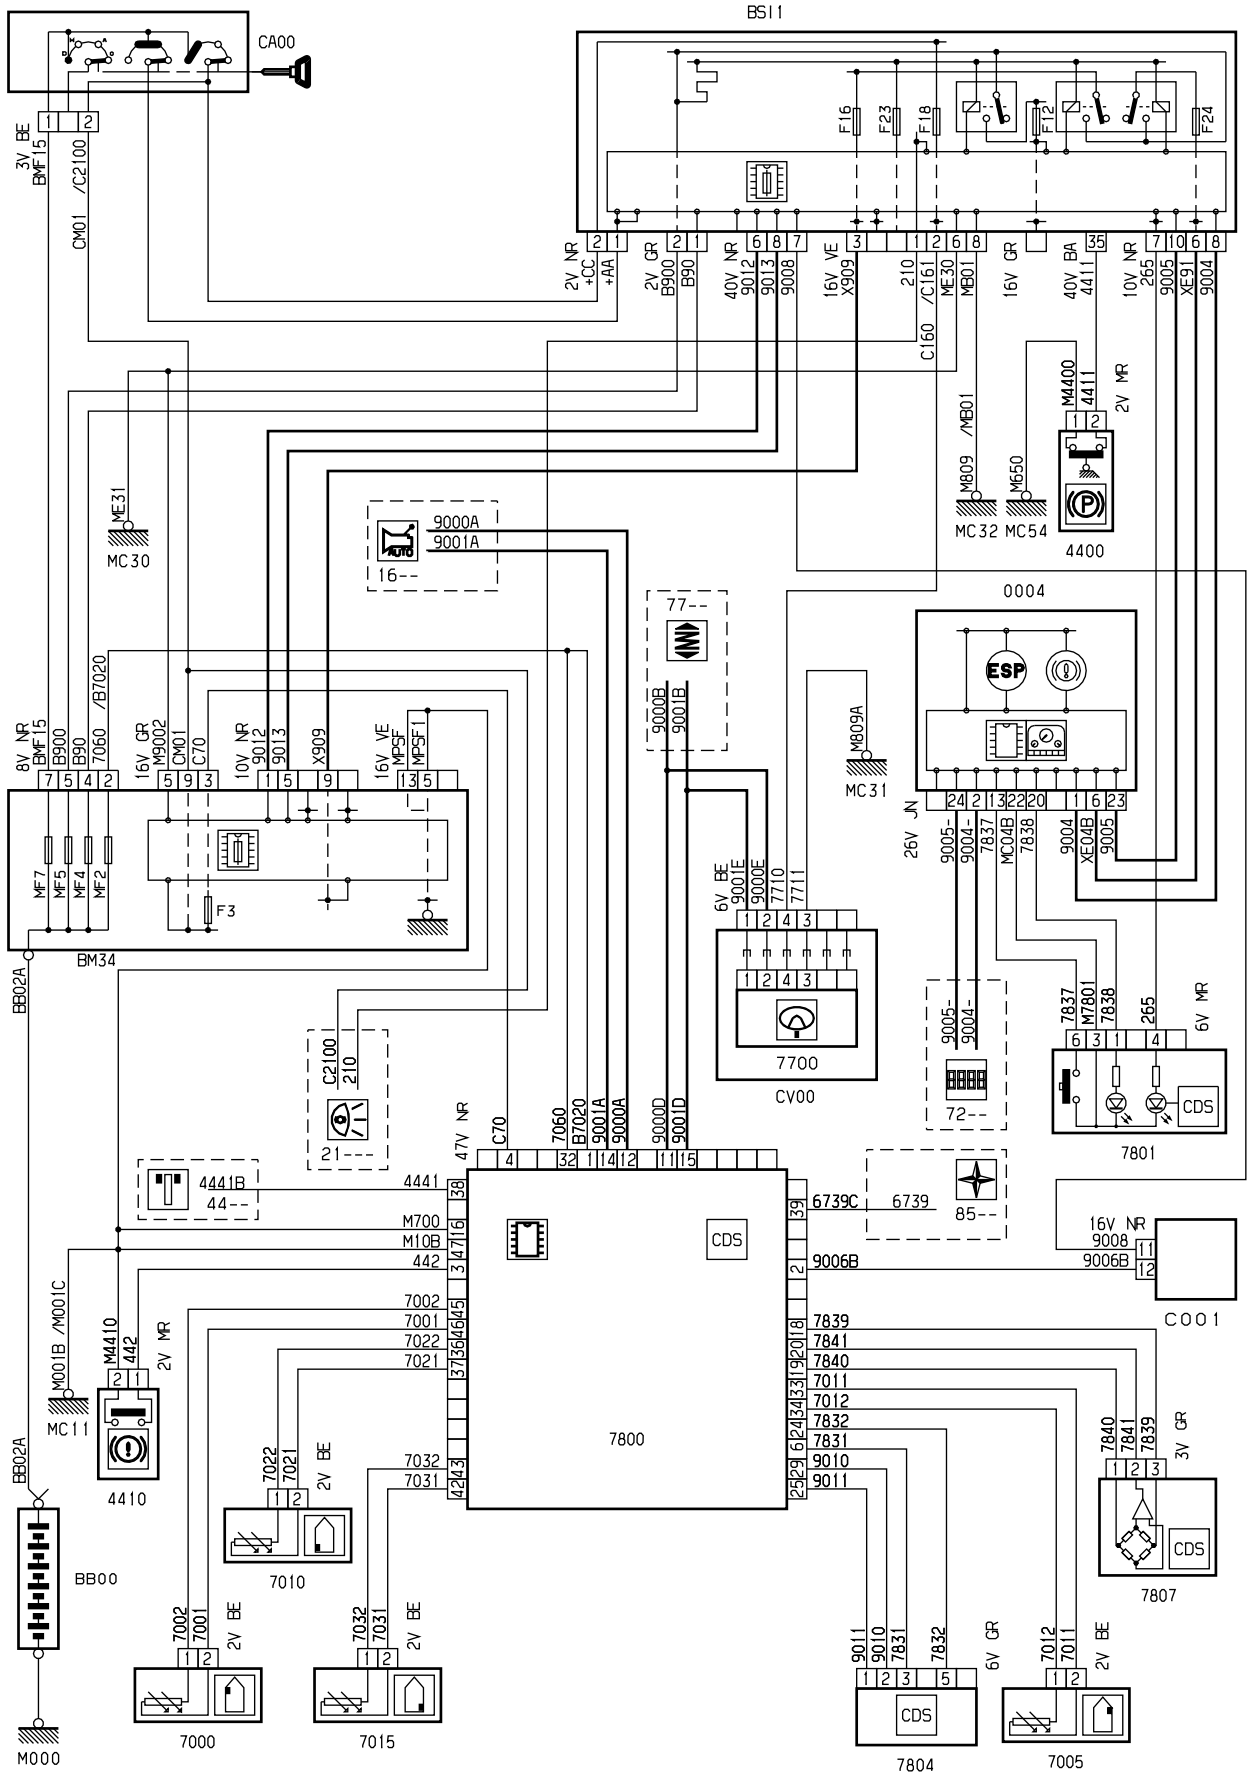 BSI1
CA00
1 2
3V BE
BMF15
CM01 /C2100
F16
F23
F18
F12
F24
2 1
2V NR
+CC
+AA
2 1
2V GR
B900
B90
6 8 7
40V NR
9012
9013
9008
3 1 2 6 8
16V VE
X909
210
C160 /C161
ME30
MB01
16V GR
35
40V BA
4411
7 10 6 8
10V NR
265
9005
XE91
9004
M4400
4411
2V MR
1 2
P
4400
M809 /MB01
MC32
M650
MC54
ME31
MC30
9000A
9001A
AUTO
16--
77--
9000B
9001B
M809A
MC31
0004
ESP
24 2 13 22 20 1 6 23
26V JN
9005-
9004-
7837
MC04B
7838
9004
XE04B
9005
8V NR
BMF15
B900
B90
7060 /B7020
7 5 4 2
16V GR
M9002
CM01
C70
5 9 3
10V NR
9012
9013
X909
1 5 9
16V VE
MPSF
MPSF1
13 5
MF7
MF5
MF4
MF2
F3
BM34
BB02A
6V BE
9001E
9000E
7710
7711
1 2 4 3
1 2 4 3
7700
CV00
9005-
9004-
72--
7837
M7801
7838
265
6V MR
6 3 1 4
CDS
7801
C2100
210
21----
47V NR
C70
7060
B7020
9001A
9000A
9000D
9001D
4 32 1 14 12 11 15
4441B
44--
4441
38
M700
16
M10B
47
442
3
7002
45
7001
46
7022
36
7021
37
7032
43
7031
42
CDS
7800
39
6739C
6739
85--
2
9006B
16V NR
9008
11
9006B
12
C001
18
7839
20
7841
19
7840
33
7011
34
7012
24
7832
6
7831
29
9010
25
9011
M001B /M001C
MC11
M4410
442
2V MR
2 1
4410
BB02A
BB00
M000
7022
7021
2V BE
1 2
7010
7002
7001
2V BE
1 2
7000
7032
7031
2V BE
1 2
7015
7840
7841
7839
3V GR
1 2 3
CDS
7807
9011
9010
7831
7832
6V GR
1 2 3 5
CDS
7804
7012
7011
2V BE
1 2
7005